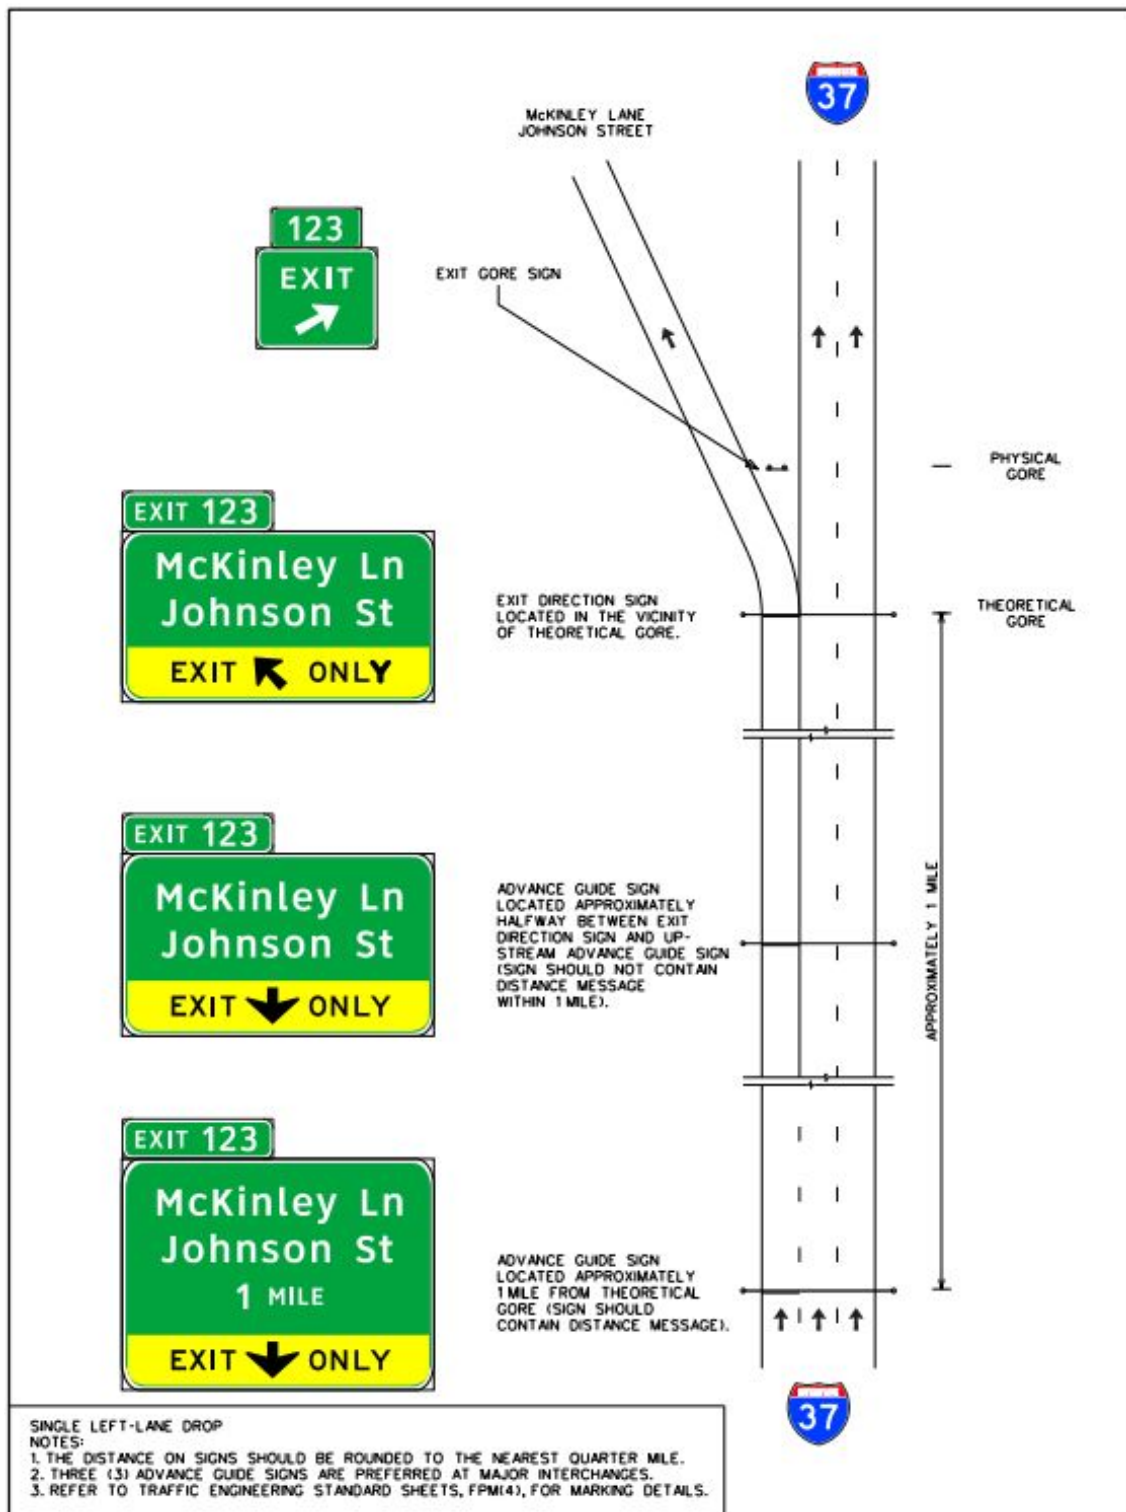 37
McKINLEY LANE
JOHNSON STREET
123
EXIT
EXIT GORE SIGN
PHYSICAL
GORE
EXIT 123
McKinley Ln
Johnson St
EXIT ONLY
EXIT DIRECTION SIGN
LOCATED IN THE VICINITY
OF THEORETICAL GORE.
THEORETICAL
GORE
EXIT 123
McKinley Ln
Johnson St
EXIT ONLY
ADVANCE GUIDE SIGN
LOCATED APPROXIMATELY
HALFWAY BETWEEN EXIT
DIRECTION SIGN AND UP-
STREAM ADVANCE GUIDE SIGN
(SIGN SHOULD NOT CONTAIN
DISTANCE MESSAGE
WITHIN 1 MILE).
APPROXIMATELY 1 MILE
EXIT 123
McKinley Ln
Johnson St
1 MILE
EXIT ONLY
ADVANCE GUIDE SIGN
LOCATED APPROXIMATELY
1 MILE FROM THEORETICAL
GORE (SIGN SHOULD
CONTAIN DISTANCE MESSAGE).
37
SINGLE LEFT-LANE DROP
NOTES:
1. THE DISTANCE ON SIGNS SHOULD BE ROUNDED TO THE NEAREST QUARTER MILE.
2. THREE (3) ADVANCE GUIDE SIGNS ARE PREFERRED AT MAJOR INTERCHANGES.
3. REFER TO TRAFFIC ENGINEERING STANDARD SHEETS, FPM(4), FOR MARKING DETAILS.